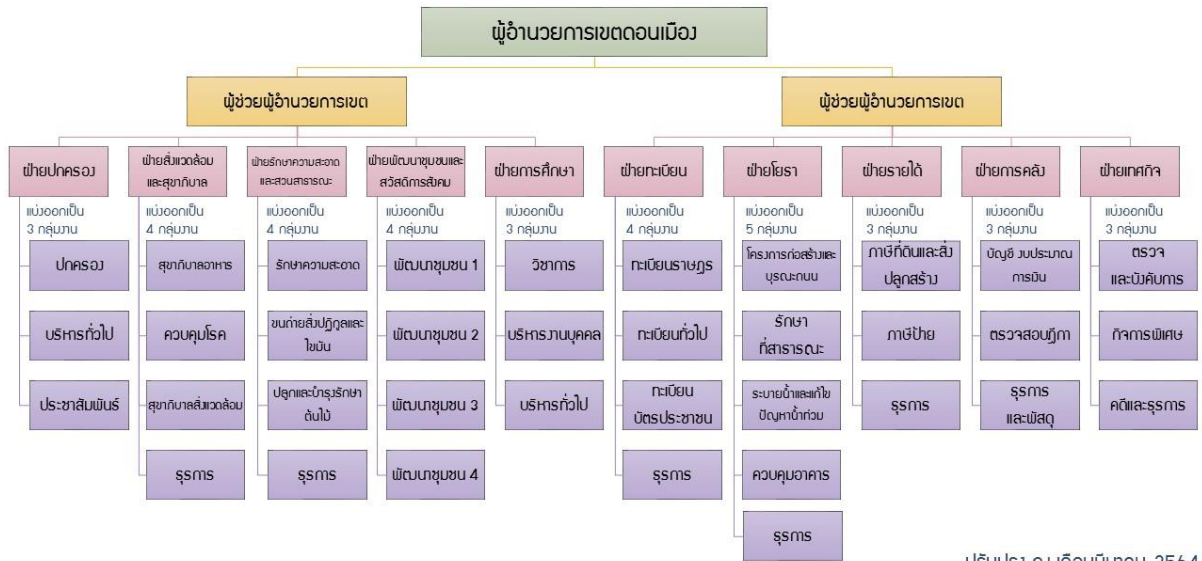 ผู้อำนวยการเขตดอนเมือง
ผู้ช่วยผู้อำนวยการเขต
ผู้ช่วยผู้อำนวยการเขต
ฝ่ายปกครอง
แบ่งออกเป็น
3 กลุ่มงาน
ปกครอง
บริหารทั่วไป
ประชาสัมพันธ์
ฝ่ายสิ่งแวดล้อม
และสุขาภิบาล
แบ่งออกเป็น
4 กลุ่มงาน
สุขาภิบาลอาหาร
ควบคุมโรค
สุขาภิบาลสิ่งแวดล้อม
ธุรการ
ฝ่ายรักษาความสะอาด
และสวนสาธารณะ
แบ่งออกเป็น
4 กลุ่มงาน
รักษาความสะอาด
ขนถ่ายสิ่งปฏิกูลและ
ไขมัน
ปลูกและบำรุงรักษา
ต้นไม้
ธุรการ
ฝ่ายพัฒนาชุมชนและ
สวัสดิการสังคม
แบ่งออกเป็น
4 กลุ่มงาน
พัฒนาชุมชน 1
พัฒนาชุมชน 2
พัฒนาชุมชน 3
พัฒนาชุมชน 4
ฝ่ายการศึกษา
แบ่งออกเป็น
3 กลุ่มงาน
วิชาการ
บริหารงานบุคคล
บริหารทั่วไป
ฝ่ายทะเบียน
แบ่งออกเป็น
4 กลุ่มงาน
ทะเบียนราษฎร
ทะเบียนทั่วไป
ทะเบียน
บัตรประชาชน
ธุรการ
ฝ่ายโยธา
แบ่งออกเป็น
5 กลุ่มงาน
โครงการก่อสร้างและ
บูรณะถนน
รักษา
ที่สาธารณะ
ระบายน้ำและแก้ไข
ปัญหาน้ำท่วม
ควบคุมอาคาร
ธุรการ
ฝ่ายรายได้
แบ่งออกเป็น
3 กลุ่มงาน
ภาษีที่ดินและสิ่ง
ปลูกสร้าง
ภาษีป้าย
ธุรการ
ฝ่ายการคลัง
แบ่งออกเป็น
3 กลุ่มงาน
บัญชี งบประมาณ
การเงิน
ตรวจสอบฎีกา
ธุรการ
และพัสดุ
ฝ่ายเทศกิจ
แบ่งออกเป็น
3 กลุ่มงาน
ตรวจ
และบังคับการ
กิจการพิเศษ
คดีและธุรการ
ปรับปรุง ณ เดือนมีนาคม 2564